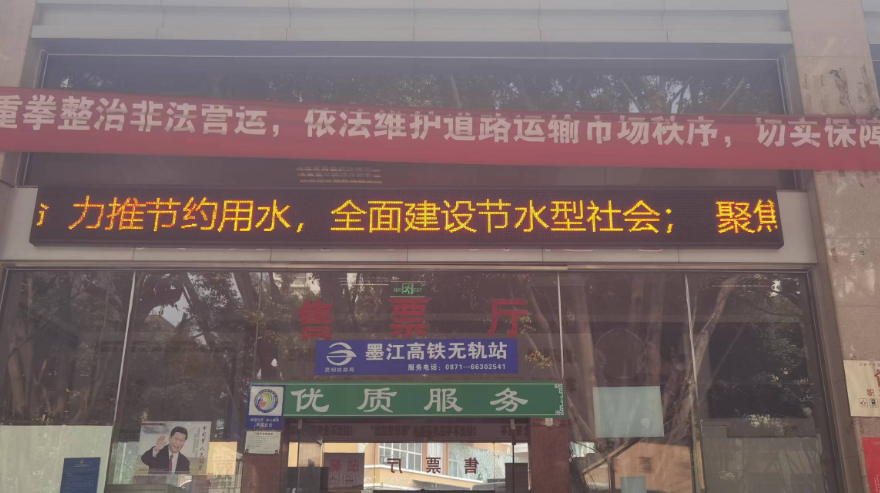 重拳整治非法营运，依法维护道路运输市场秩序，切实保障
力推节约用水，全面建设节水型社会； 聚焦
售票厅
墨江高铁无轨站
服务电话：0871—66302541
优质服务
售票厅